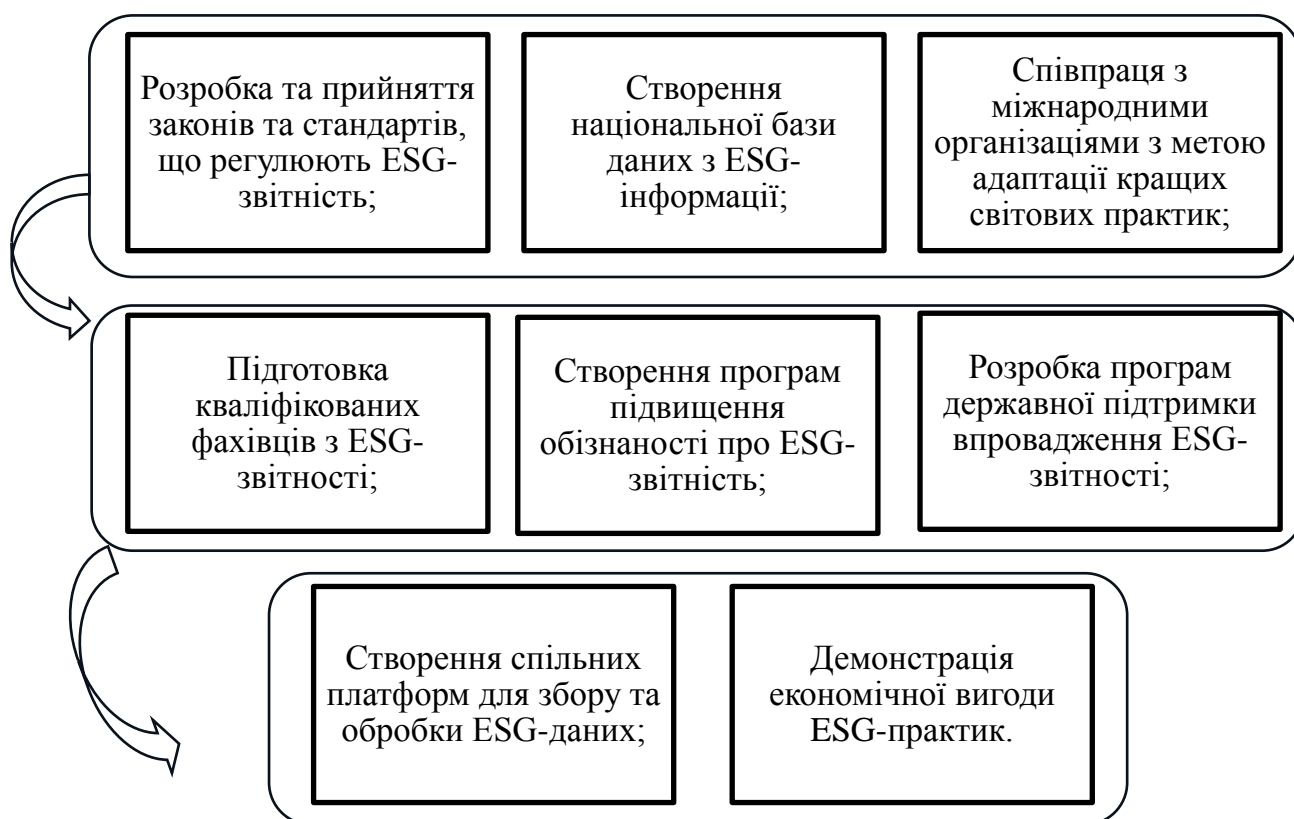 Розробка та прийняття
законів та стандартів,
що регулюють ESG-
звітність;
Створення
національної бази
даних з ESG-
інформації;
Співпраця з
міжнародними
організаціями з метою
адаптації кращих
світових практик;
Підготовка
кваліфікованих
фахівців з ESG-
звітності;
Створення програм
підвищення
обізнаності про ESG-
звітність;
Розробка програм
державної підтримки
впровадження ESG-
звітності;
Створення спільних
платформ для збору та
обробки ESG-даних;
Демонстрація
економічної вигоди
ESG-практик.